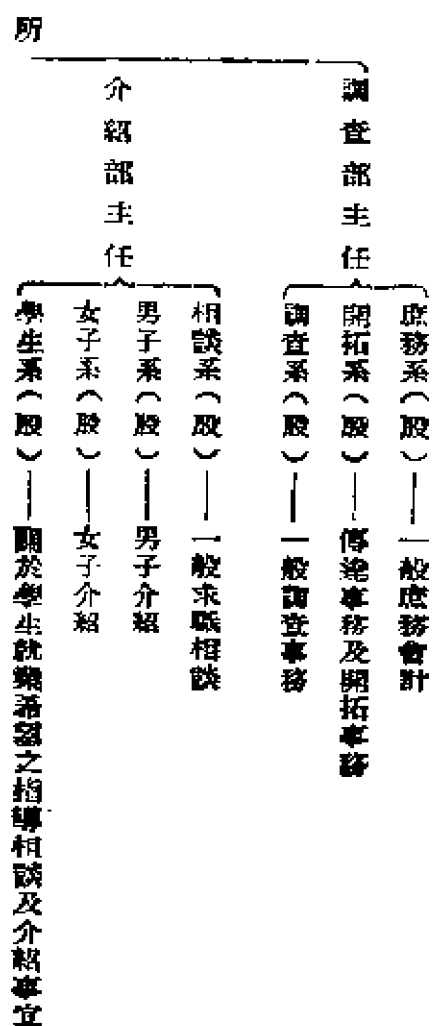 調查部主任
庶務系（股）——一般庶務會計
開拓系（股）——傳達事務及開拓事務
調查系（股）——一般調查事務
介紹部主任
相談系（股）——一般求職相談
男子系（股）——男子介紹
女子系（股）——女子介紹
學生系（股）——關於學生就職希望之指導相談及介紹事宜
所